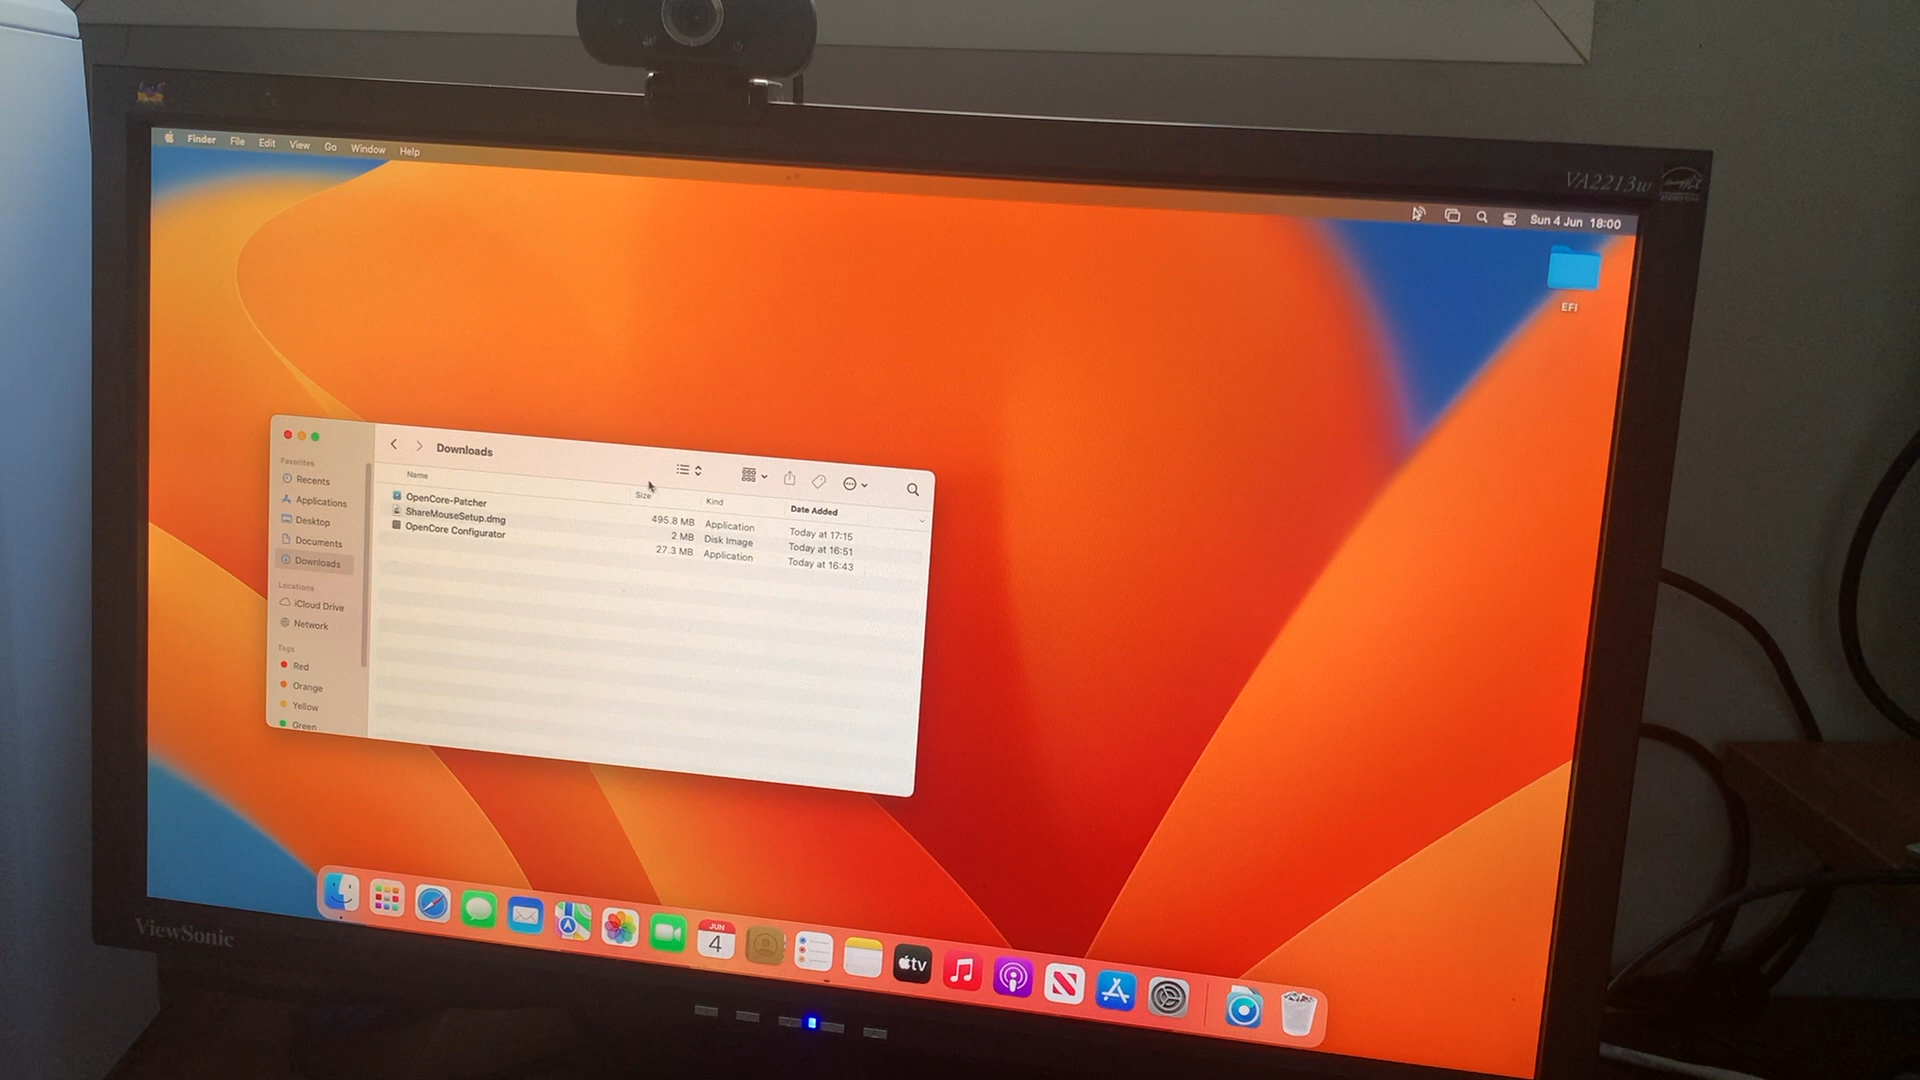 Finder File Edit View Go Window Help
VA2213w
Sun 4 Jun 18:00
EFI
Downloads
Name Size Kind Date Added
OpenCore-Patcher 495.8 MB Application Today at 17:15
ShareMouseSetup.dmg 2 MB Disk Image Today at 16:51
OpenCore Configurator 27.3 MB Application Today at 16:43
Favorites
Recents
Applications
Desktop
Documents
Downloads
Locations
iCloud Drive
Network
Tags
Red
Orange
Yellow
Green
JUN
4
tv
ViewSonic